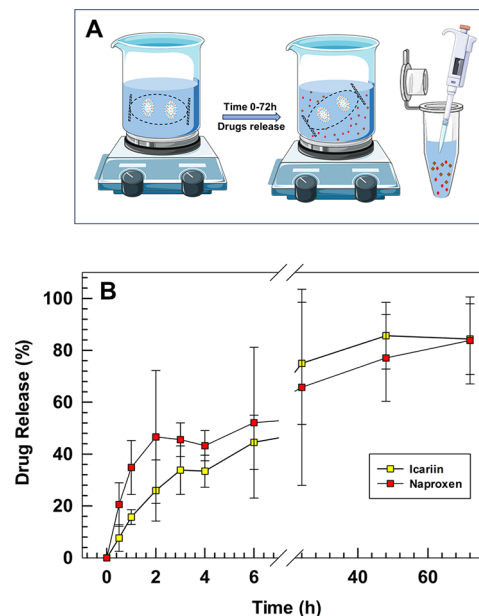 A
Time 0-72h
Drugs release
B
Drug Release (%)
100
80
60
40
20
0
Icariin
Naproxen
0 2 4 6 40 60
Time (h)